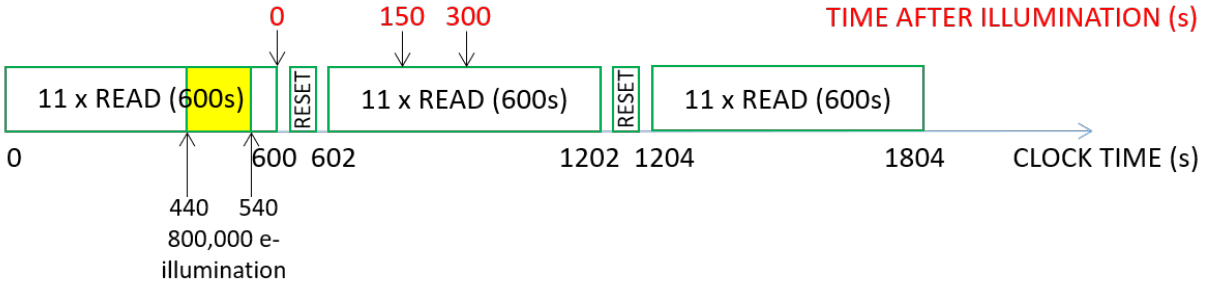 0 150 300 TIME AFTER ILLUMINATION (s)
11 x READ (600s) RESET 11 x READ (600s) RESET 11 x READ (600s)
0 600 602 1202 1204 1804 CLOCK TIME (s)
440 540
800,000 e-
illumination